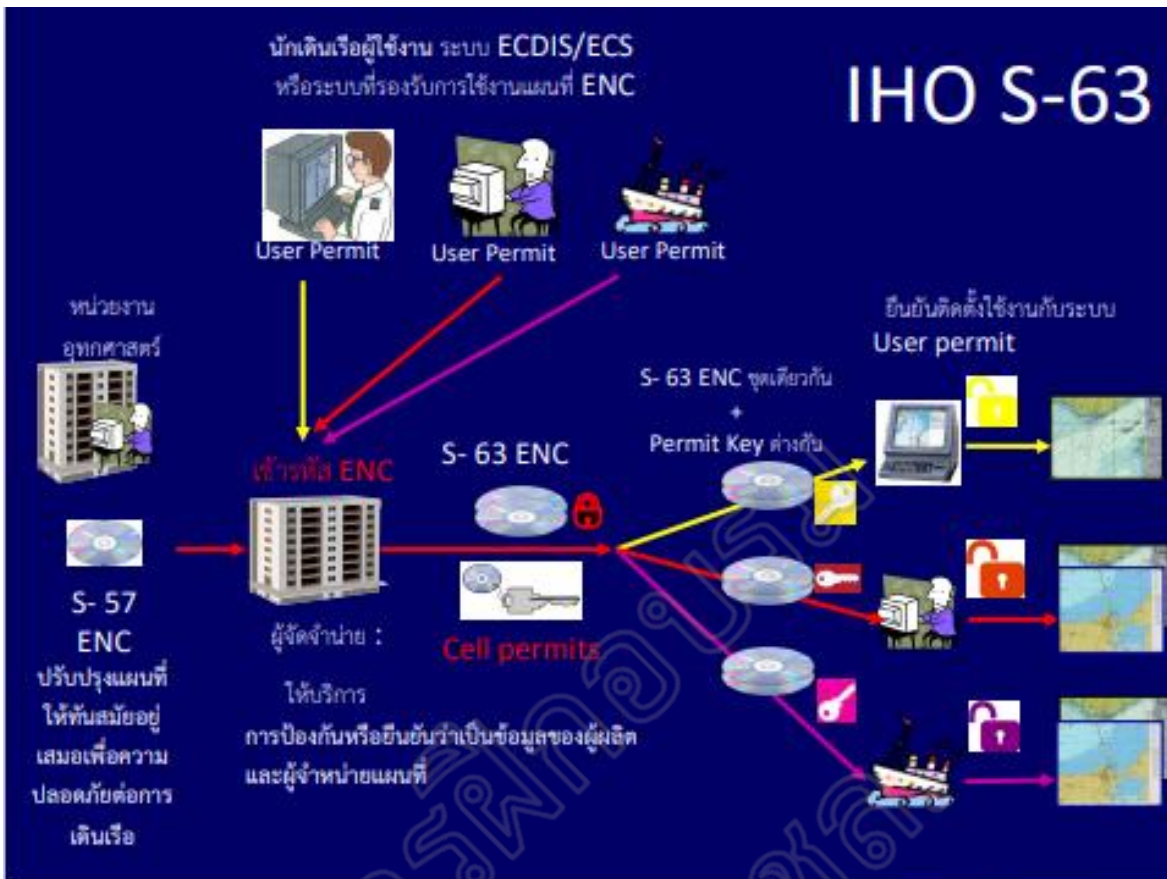 นักเดินเรือผู้ใช้งาน ระบบ ECDIS/ECS
หรือระบบที่รองรับการใช้งานแผนที่ ENC
IHO S-63
User Permit
User Permit
User Permit
หน่วยงาน
อุทกศาสตร์
S- 57
ENC
ปรับปรุงแผนที่
ให้ทันสมัยอยู่
เสมอเพื่อความ
ปลอดภัยต่อการ
เดินเรือ
เข้ารหัส ENC
ผู้จัดจำน่าย :
ให้บริการ
การป้องกันหรือยืนยันว่าเป็นข้อมูลของผู้ผลิต
และผู้จำหน่ายแผนที่
S- 63 ENC
Cell permits
S- 63 ENC ชุดเดียวกัน
+
Permit Key ต่างกัน
ยืนยันติดตั้งใช้งานกับระบบ
User permit